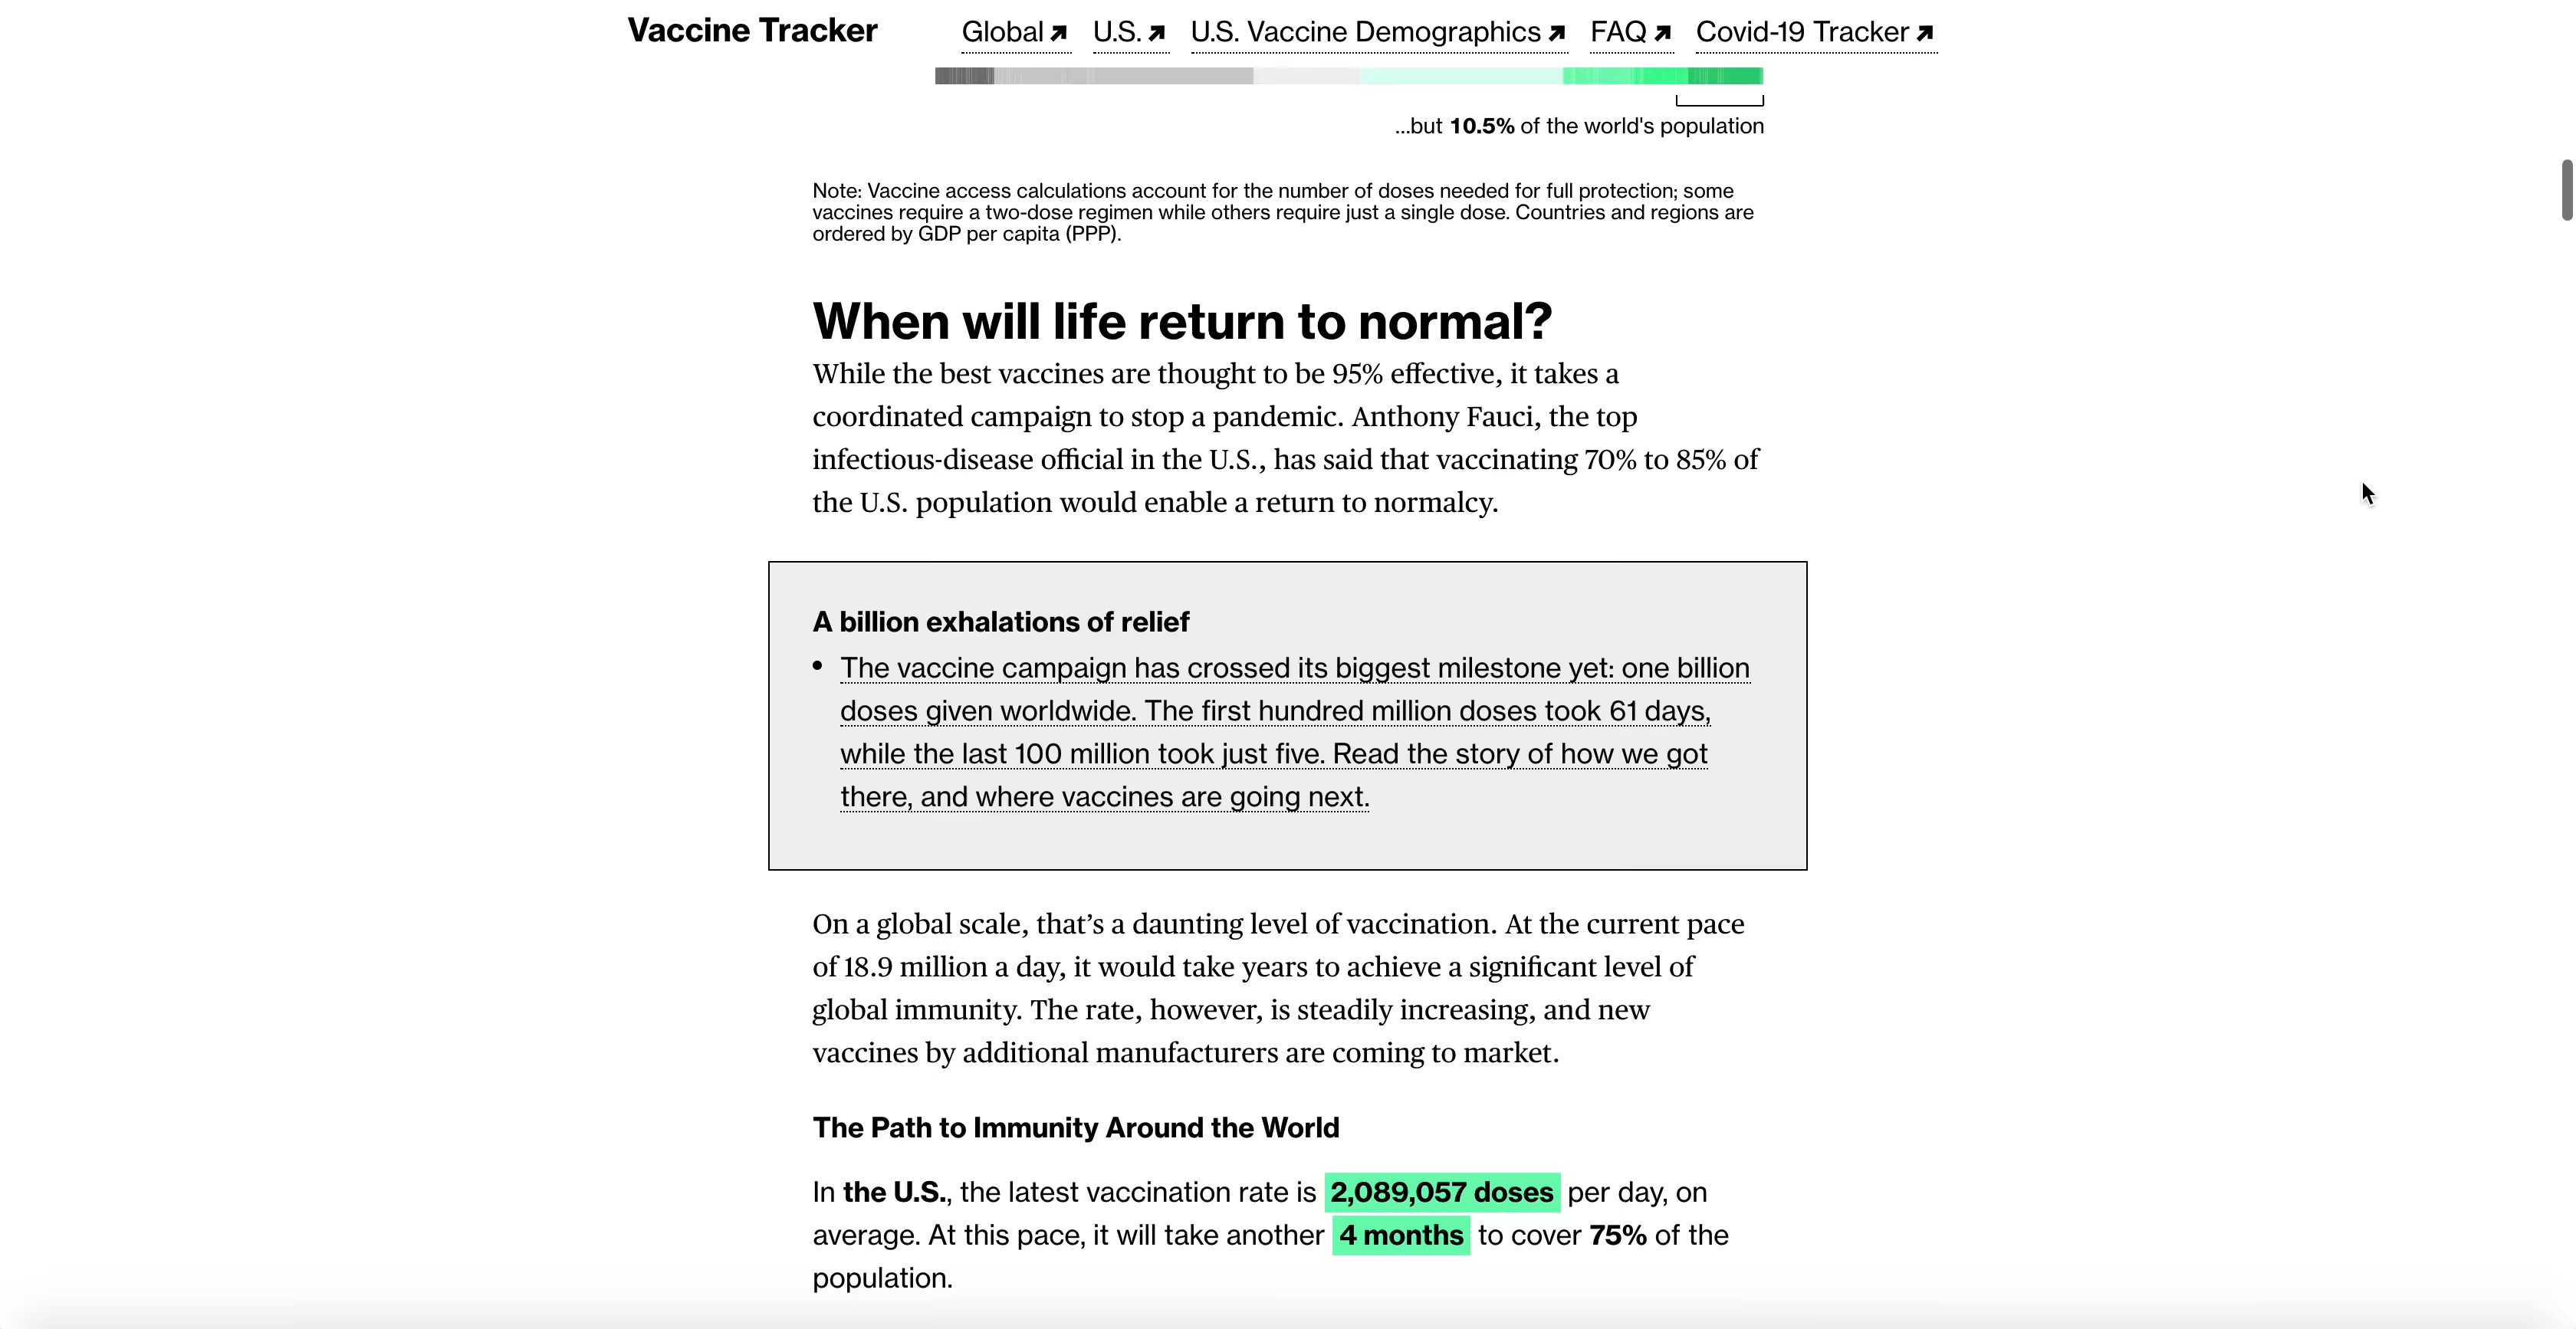 Vaccine Tracker Global U.S. U.S. Vaccine Demographics FAQ Covid-19 Tracker
...but 10.5% of the world's population
Note: Vaccine access calculations account for the number of doses needed for full protection; some
vaccines require a two-dose regimen while others require just a single dose. Countries and regions are
ordered by GDP per capita (PPP).
When will life return to normal?
While the best vaccines are thought to be 95% effective, it takes a
coordinated campaign to stop a pandemic. Anthony Fauci, the top
infectious-disease official in the U.S., has said that vaccinating 70% to 85% of
the U.S. population would enable a return to normalcy.
A billion exhalations of relief
• The vaccine campaign has crossed its biggest milestone yet: one billion
doses given worldwide. The first hundred million doses took 61 days,
while the last 100 million took just five. Read the story of how we got
there, and where vaccines are going next.
On a global scale, that’s a daunting level of vaccination. At the current pace
of 18.9 million a day, it would take years to achieve a significant level of
global immunity. The rate, however, is steadily increasing, and new
vaccines by additional manufacturers are coming to market.
The Path to Immunity Around the World
In the U.S., the latest vaccination rate is 2,089,057 doses per day, on
average. At this pace, it will take another 4 months to cover 75% of the
population.